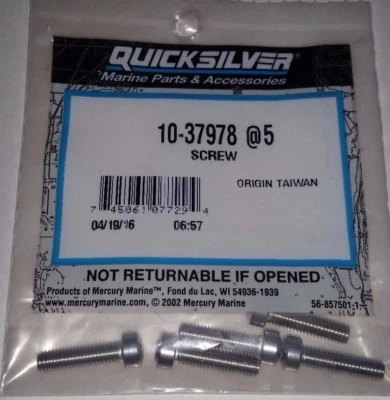 QUICKSILVER
Marine Parts & Accessories
10-37978 @5
SCREW
ORIGIN TAIWAN
7 45061 07729 4
04/19/16 06:57
NOT RETURNABLE IF OPENED
Products of Mercury Marine™, Fond du Lac, WI 54936-1939
www.mercurymarine.com © 2002 Mercury Marine
56-857501-1